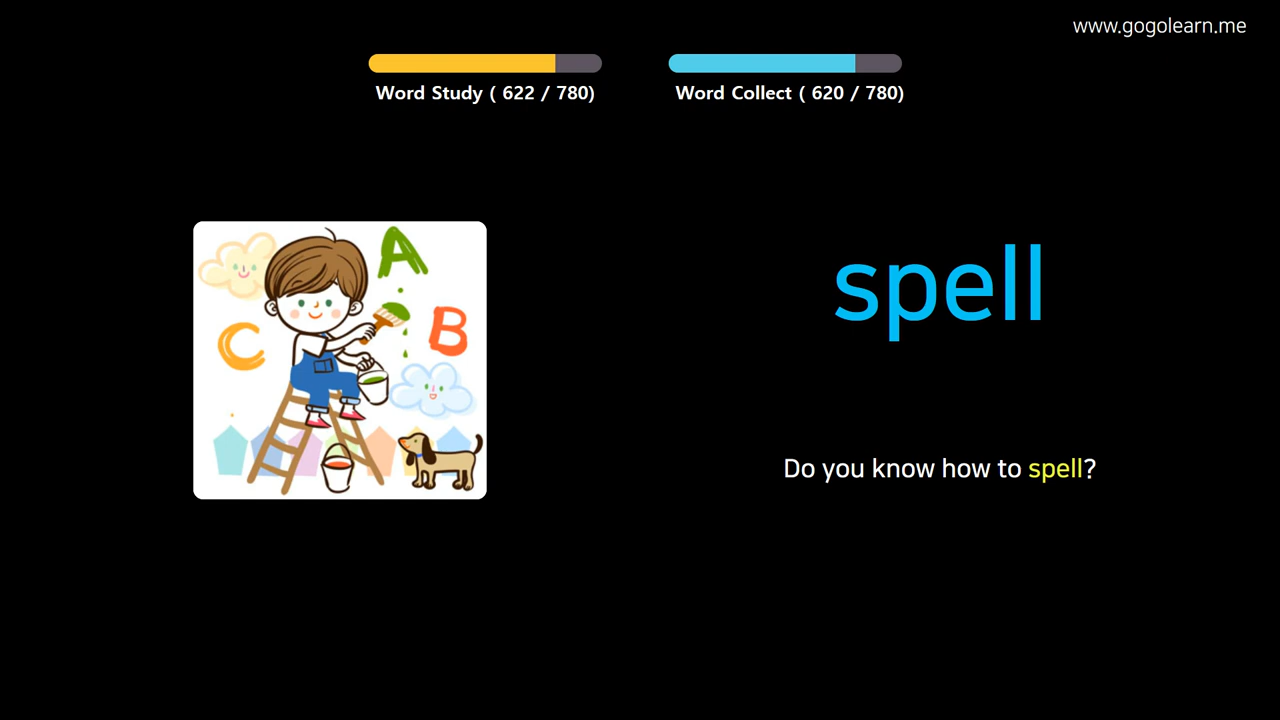 www.gogolearn.me
Word Study ( 622 / 780)
Word Collect ( 620 / 780)
A
B
C
spell
Do you know how to spell?